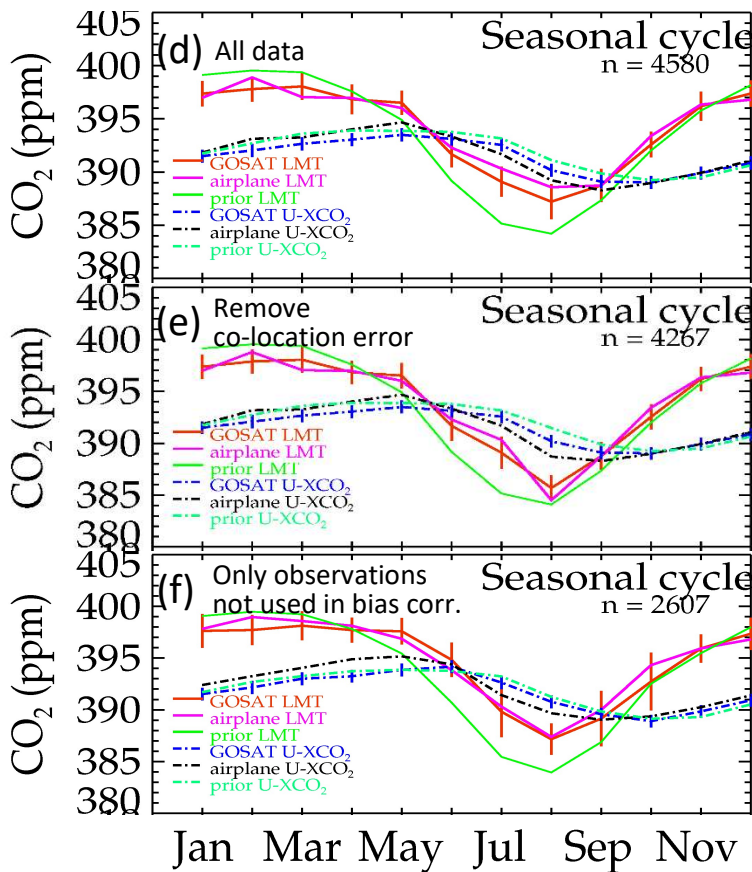 405
(d) All data
Seasonal cycle
n = 4580
400
395
390
385
380
CO₂ (ppm)
GOSAT LMT
airplane LMT
prior LMT
GOSAT U-XCO₂
airplane U-XCO₂
prior U-XCO₂
405
(e) Remove
co-location error
Seasonal cycle
n = 4267
400
395
390
385
380
CO₂ (ppm)
GOSAT LMT
airplane LMT
prior LMT
GOSAT U-XCO₂
airplane U-XCO₂
prior U-XCO₂
405
(f) Only observations
not used in bias corr.
Seasonal cycle
n = 2607
400
395
390
385
380
CO₂ (ppm)
GOSAT LMT
airplane LMT
prior LMT
GOSAT U-XCO₂
airplane U-XCO₂
prior U-XCO₂
Jan Mar May Jul Sep Nov